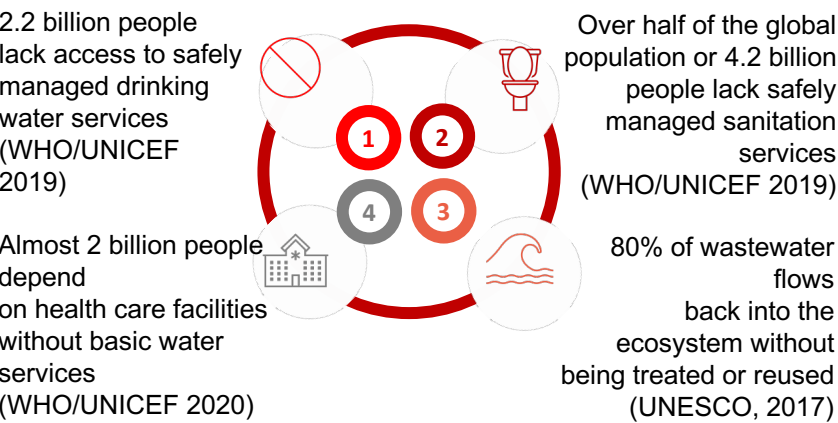 2.2 billion people
lack access to safely
managed drinking
water services
(WHO/UNICEF
2019)
Over half of the global
population or 4.2 billion
people lack safely
managed sanitation
services
(WHO/UNICEF 2019)
1
2
4
3
Almost 2 billion people
depend
on health care facilities
without basic water
services
(WHO/UNICEF 2020)
80% of wastewater
flows
back into the
ecosystem without
being treated or reused
(UNESCO, 2017)